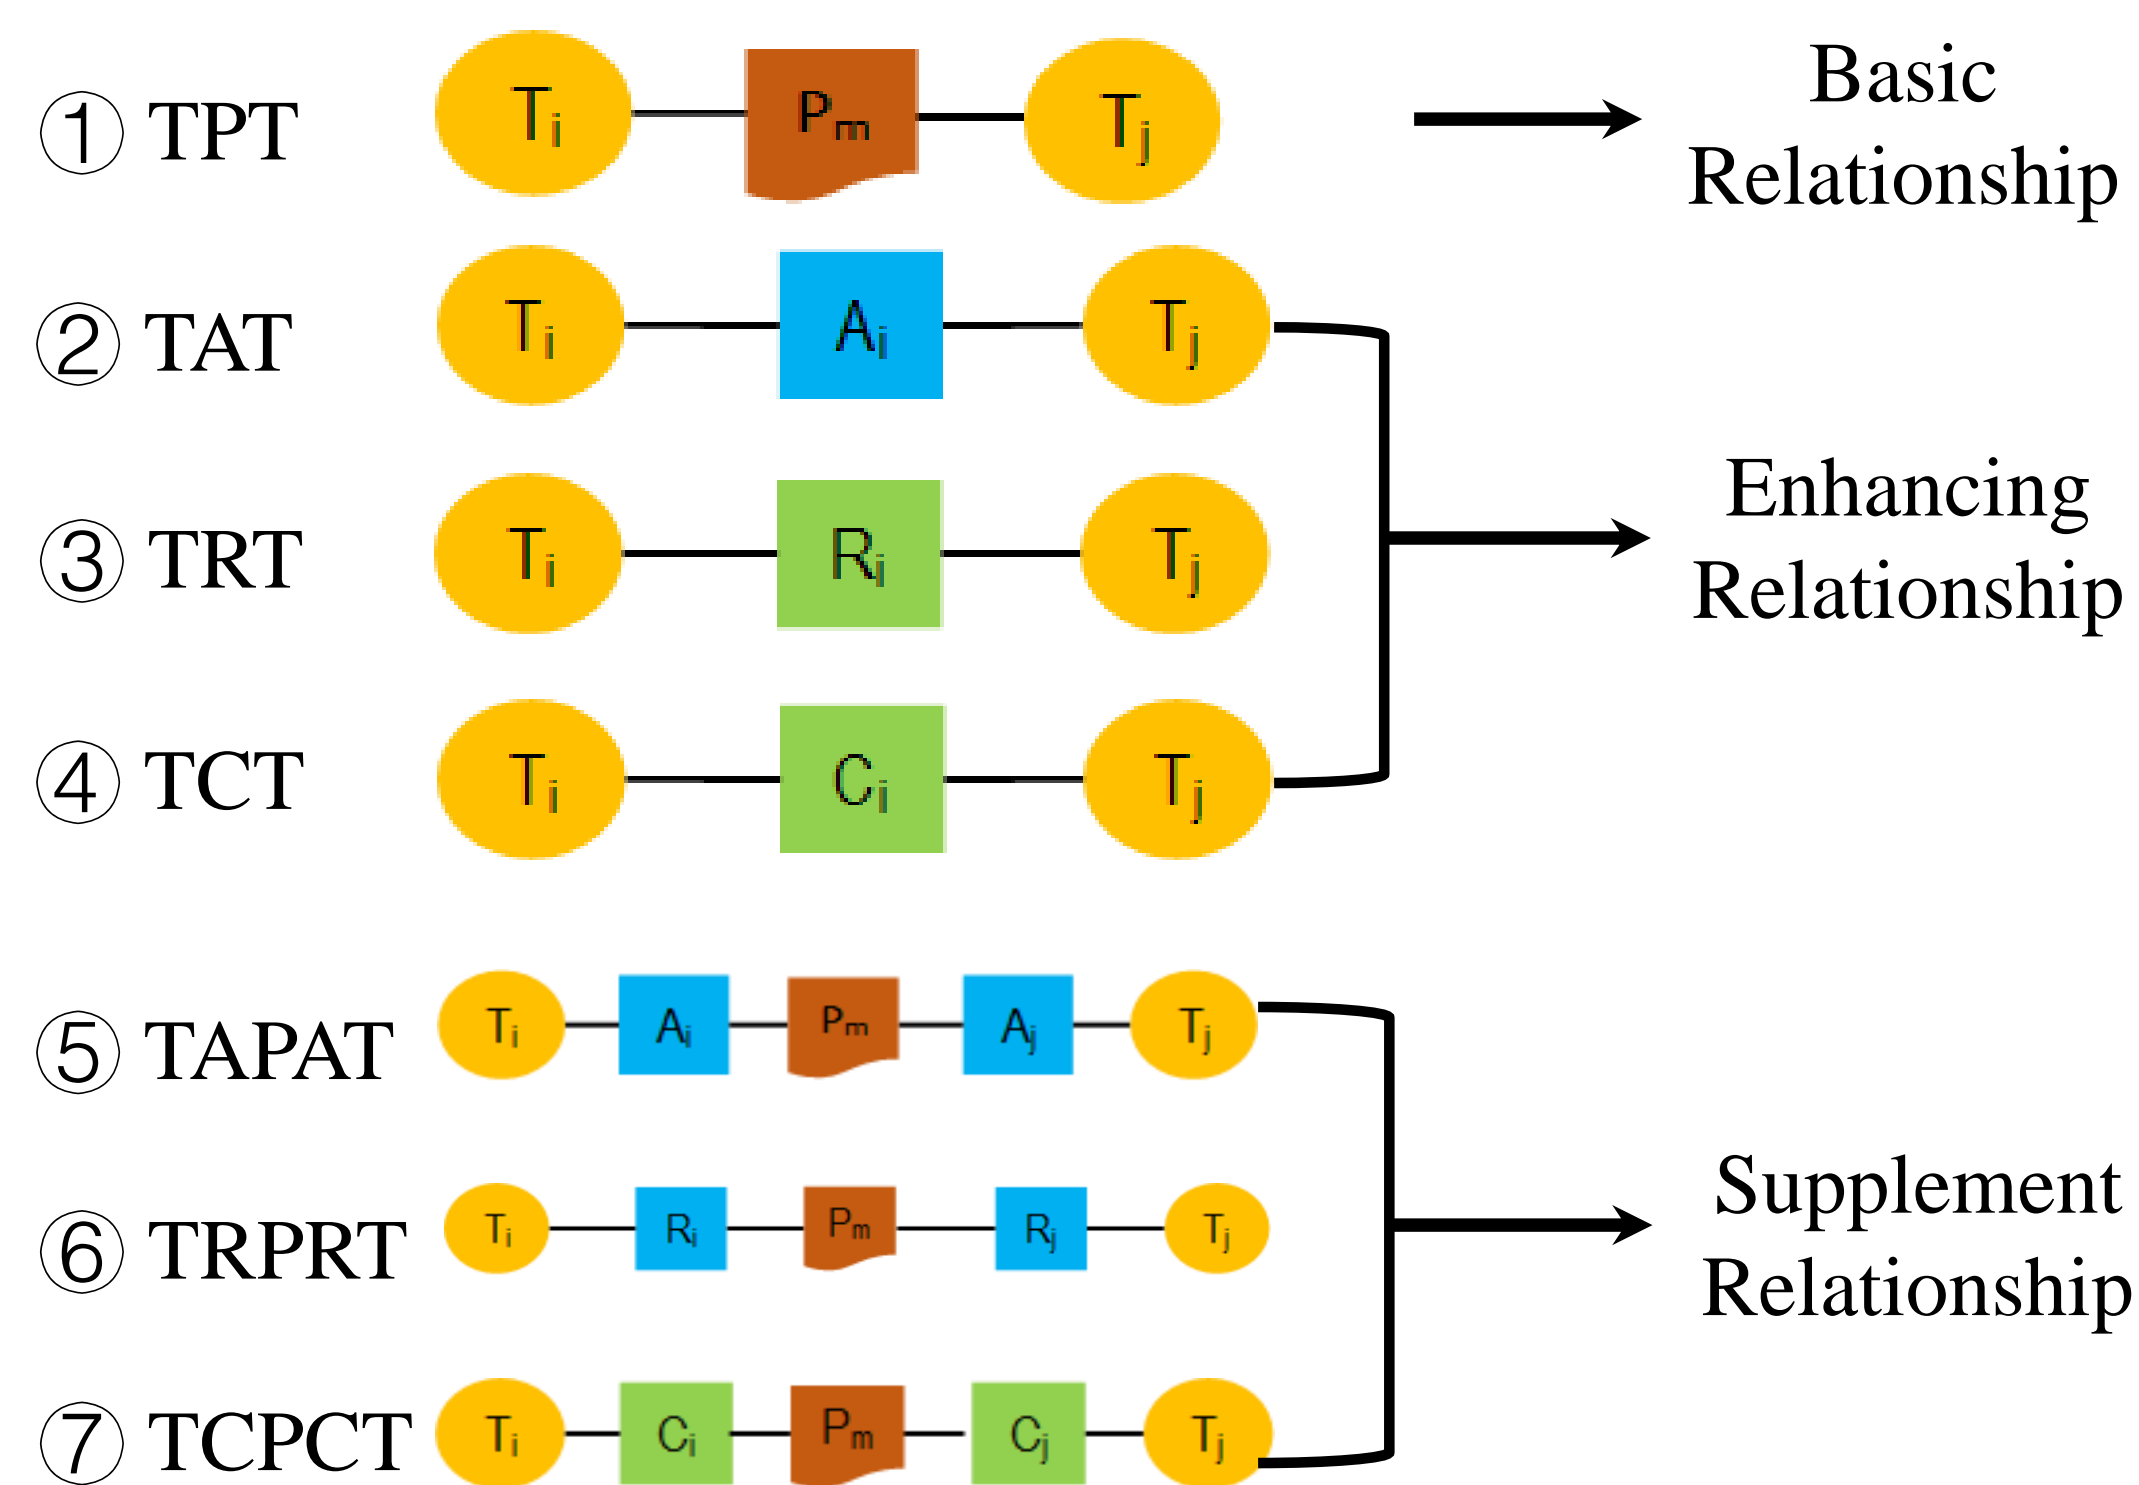 ① TPT Ti Pm Tj Basic
Relationship
② TAT Ti Ai Tj
③ TRT Ti Ri Tj Enhancing
Relationship
④ TCT Ti Ci Tj
⑤ TAPAT Ti Ai Pm Aj Tj
⑥ TRPRT Ti Ri Pm Rj Tj Supplement
Relationship
⑦ TCPCT Ti Ci Pm Cj Tj